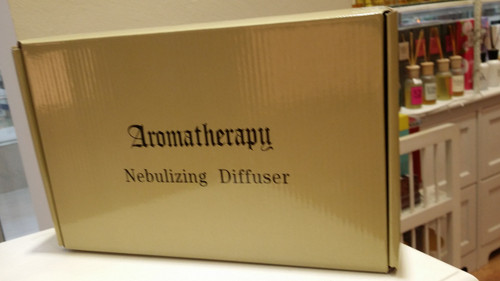 Aromatherapy
Nebulizing Diffuser